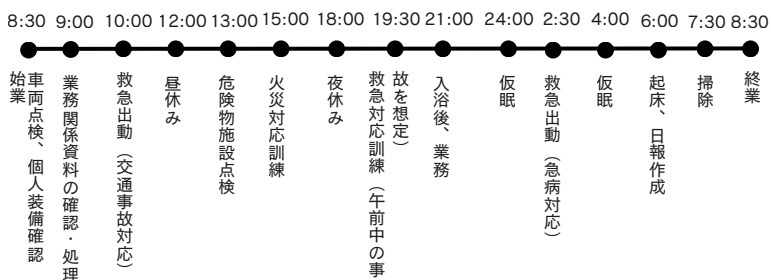 8:30 9:00 10:00 12:00 13:00 15:00 18:00 19:30 21:00 24:00 2:30 4:00 6:00 7:30 8:30
始業
車両点検、個人装備確認
業務関係資料の確認・処理
救急出動（交通事故対応）
昼休み
危険物施設点検
火災対応訓練
夜休み
救急対応訓練（午前中の事
故を想定）
入浴後、業務
仮眠
救急出動（急病対応）
仮眠
起床、日報作成
掃除
終業